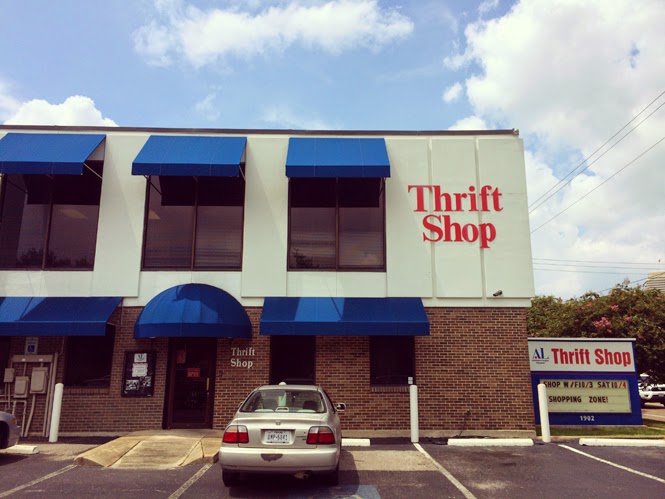 Thrift
Shop
Thrift
Shop
AL Thrift Shop
SHOP W/F10/3 SAT10/4
SHOPPING ZONE!
1902